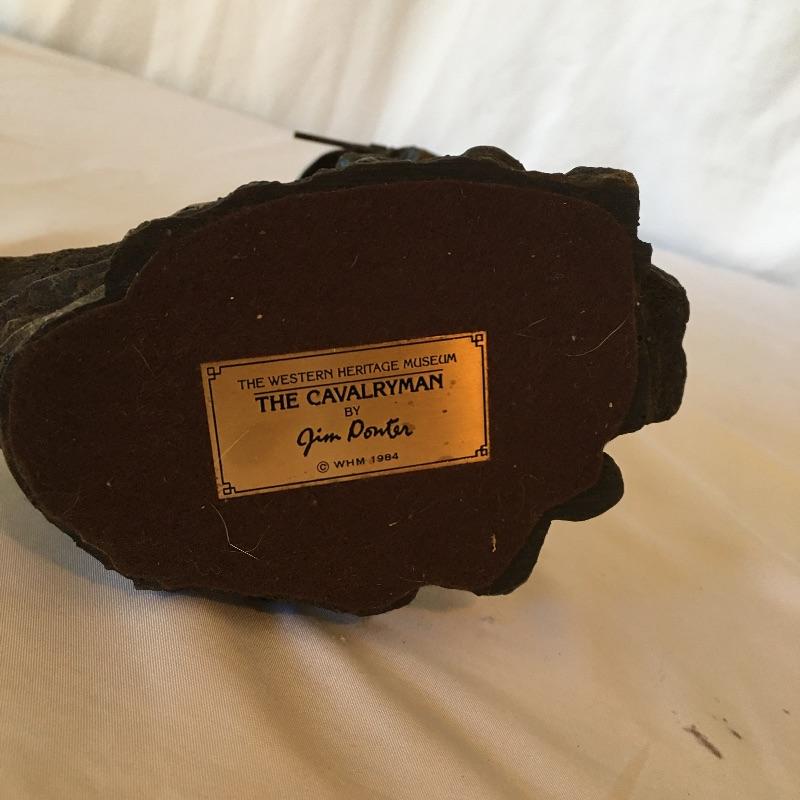 THE WESTERN HERITAGE MUSEUM
THE CAVALRYMAN
BY
Jim Ponter
© WHM 1984